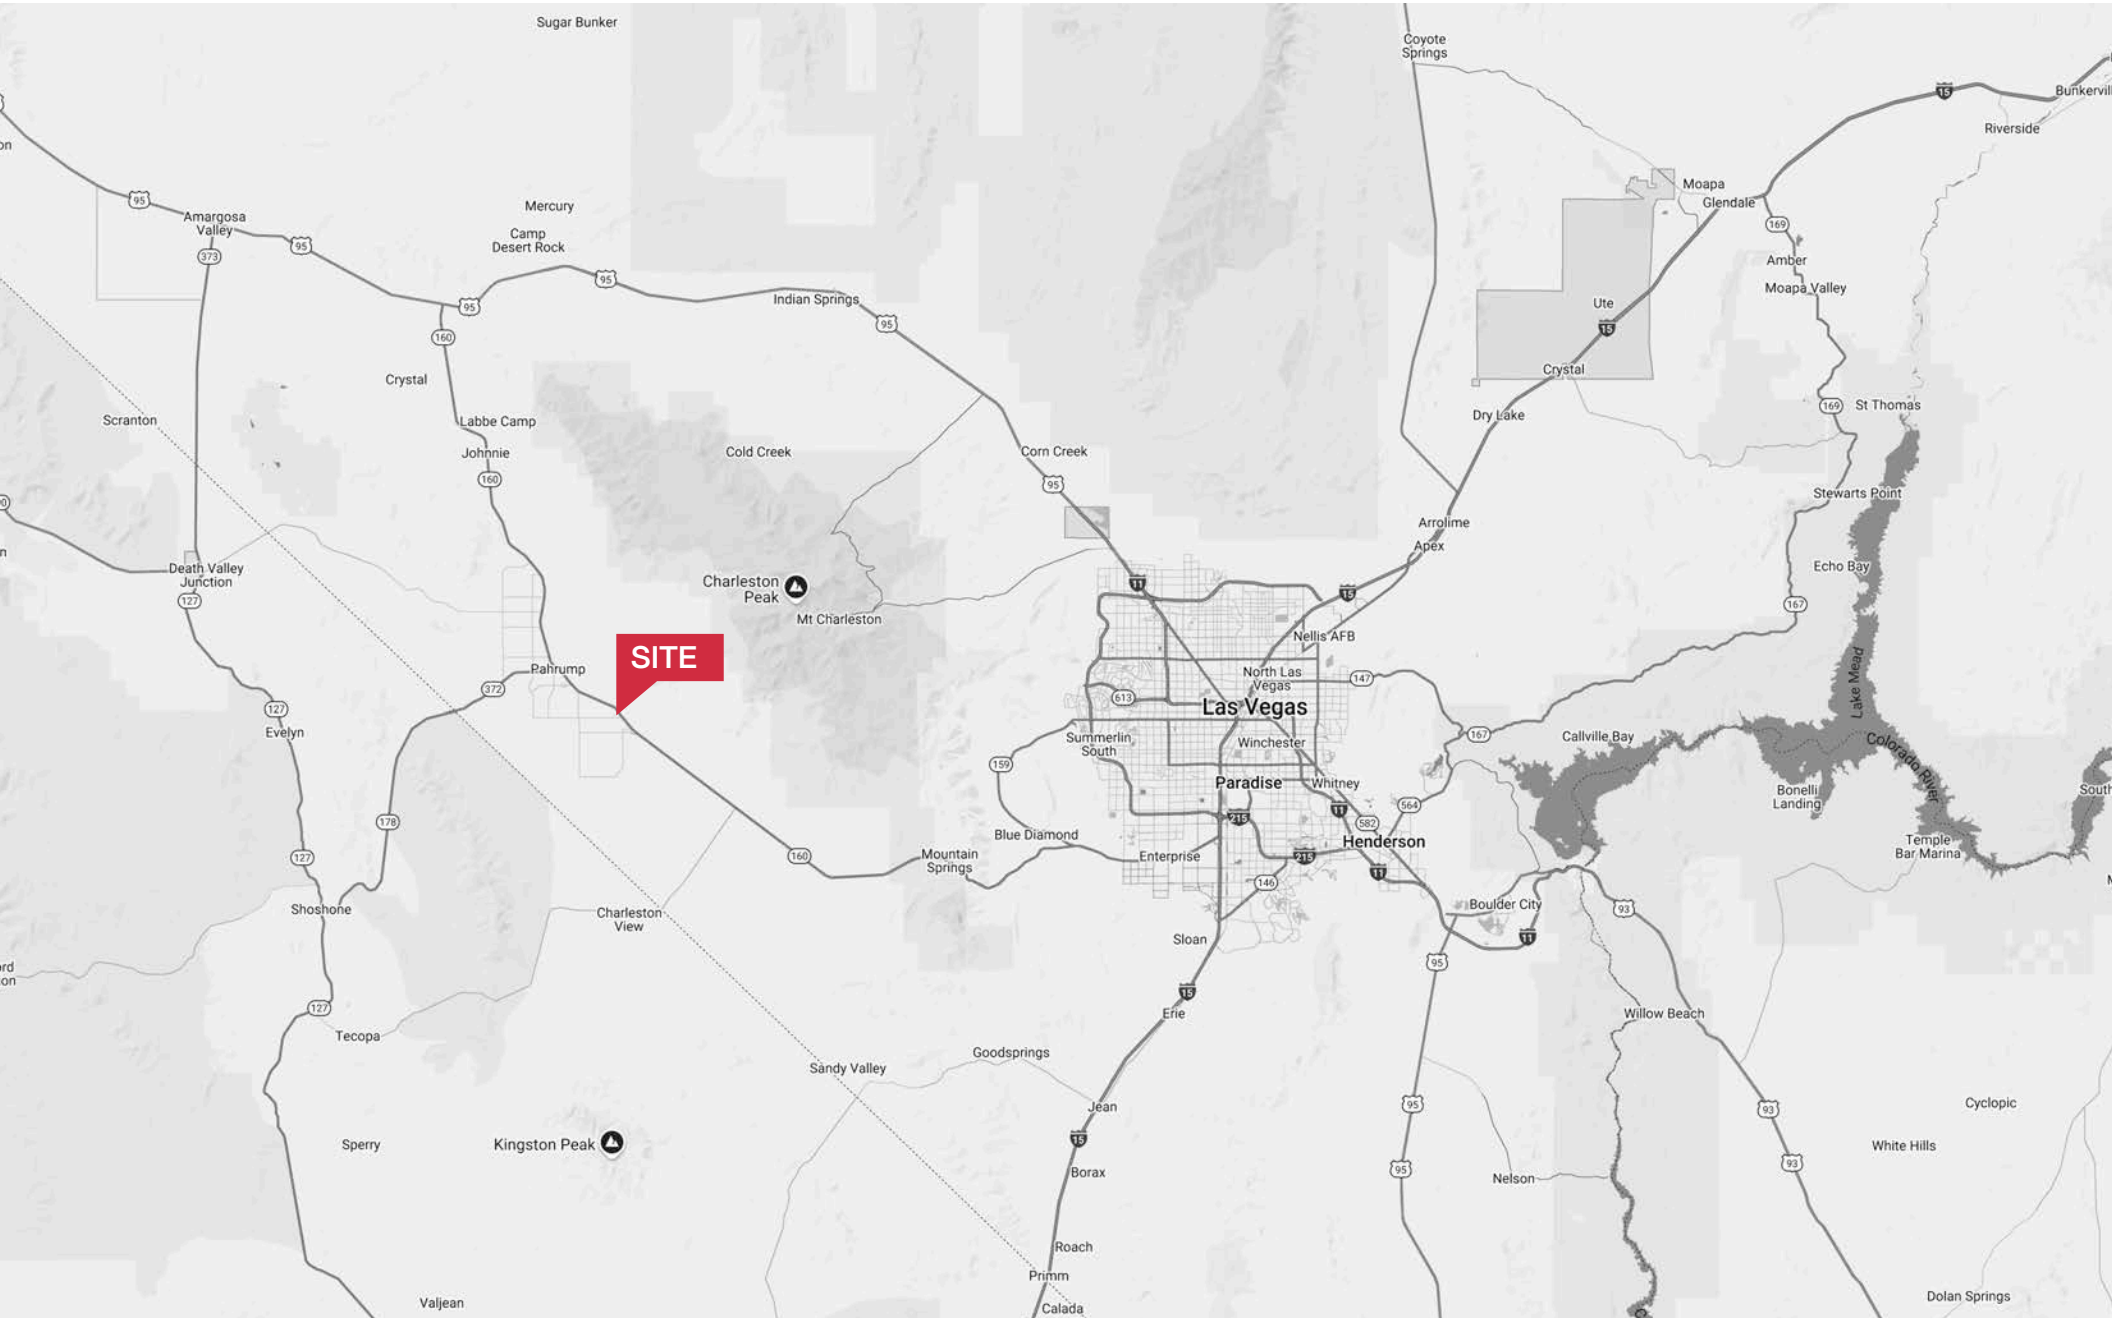 Sugar Bunker
Coyote
Springs
15
Bunkervil
Riverside
on
95
Amargosa
Valley
373
95
Mercury
Camp
Desert Rock
95
95
Indian Springs
95
160
Moapa
Glendale
169
Amber
Moapa Valley
Ute
15
Crystal
Crystal
Labbe Camp
Johnnie
160
Scranton
Cold Creek
Corn Creek
95
Dry Lake
169
St Thomas
Stewarts Point
Arrolime
Apex
Echo Bay
167
0
n
Death Valley
Junction
127
Charleston
Peak
Mt Charleston
11
15
Nellis AFB
SITE
Pahrump
372
127
Evelyn
North Las
Vegas
147
613
Las Vegas
Lake Mead
Summerlin
South
Winchester
167
Callville Bay
Colorado River
159
Paradise
Whitney
Bonelli
Landing
South
178
215
11
564
582
Blue Diamond
Henderson
Temple
Bar Marina
127
160
Mountain
Springs
Enterprise
215
11
146
Shoshone
Charleston
View
Boulder City
93
Sloan
11
95
rd
on
127
15
Erie
Willow Beach
Tecopa
Goodsprings
Sandy Valley
Jean
95
93
Cyclopic
Sperry
Kingston Peak
15
Borax
95
White Hills
93
Nelson
Roach
Primm
Calada
Valjean
Dolan Springs